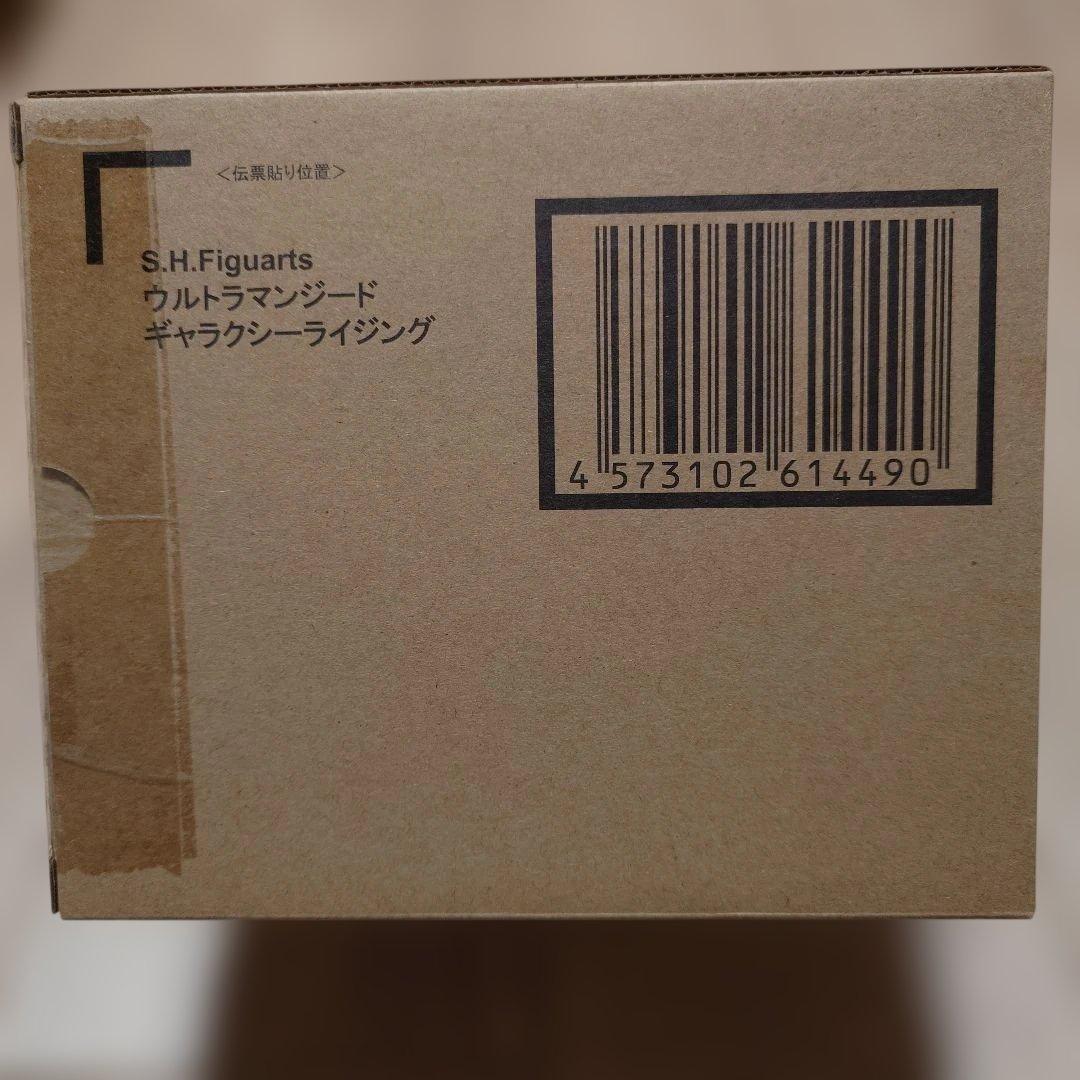 ＜伝票貼り位置＞
S.H.Figuarts
ウルトラマンジード
ギャラクシーライジング
4 573102 614490